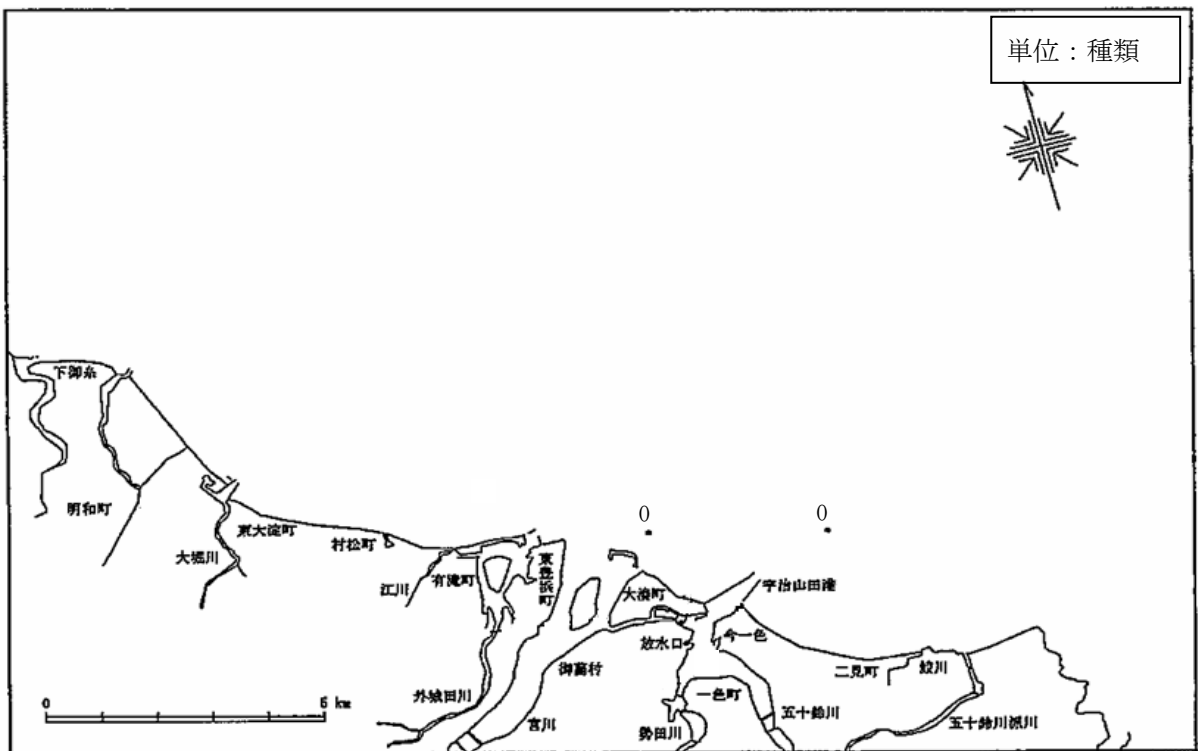 単位：種類
下御糸
明和町
大堀川
東大淀町
村松町
江川
有滝町
東豊浜町
0
0
大湊町
宇治山田港
放水口
今一色
御薗村
二見町
鮫川
一色町
外城田川
宮川
勢田川
五十鈴川
五十鈴川派川
0
5 km